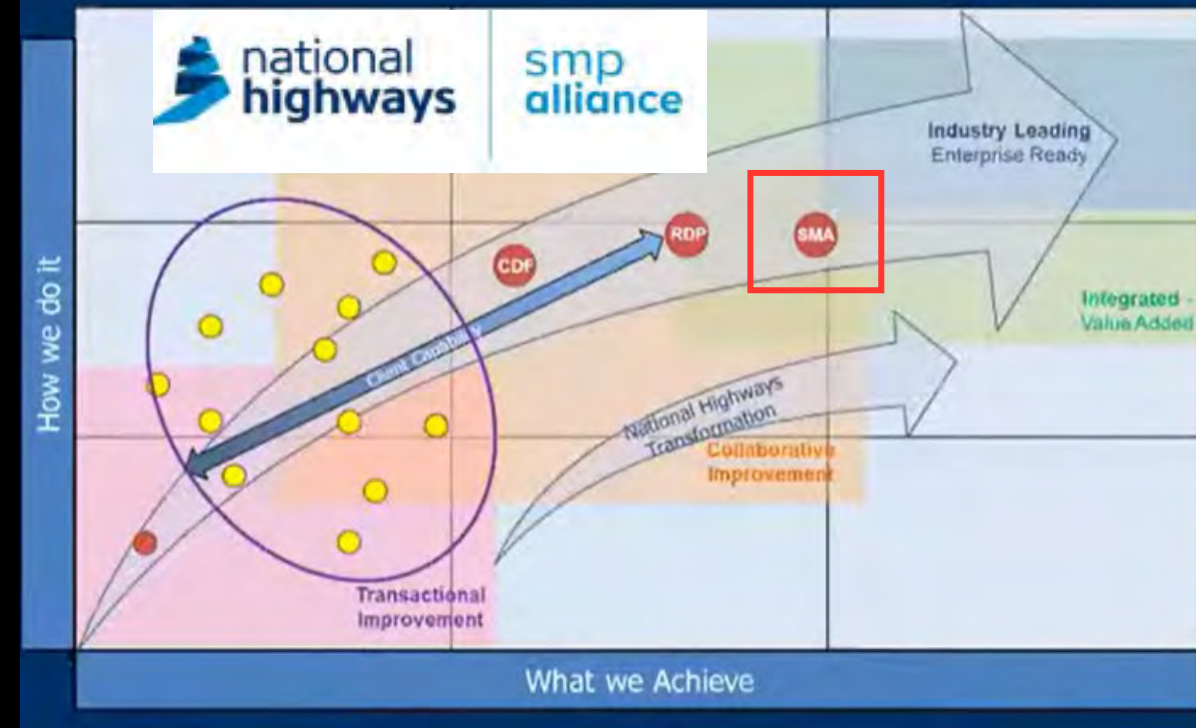 national
highways
smp
alliance
Industry Leading
Enterprise Ready
RDP
SMA
CDF
How we do it
Integrated -
Value Added
Client Capability
National Highways
Transformation
Collaborative
Improvement
Transactional
Improvement
What we Achieve